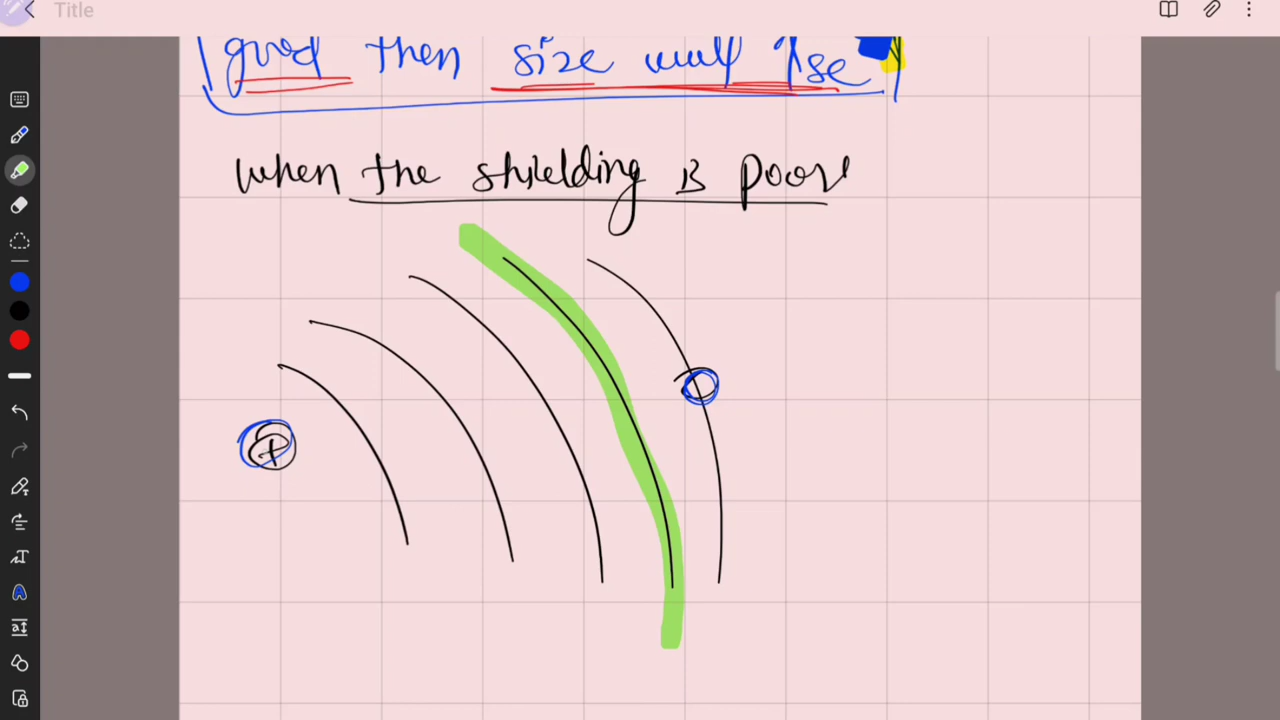 Title
good then size will ↑se
when the shielding is poor
+